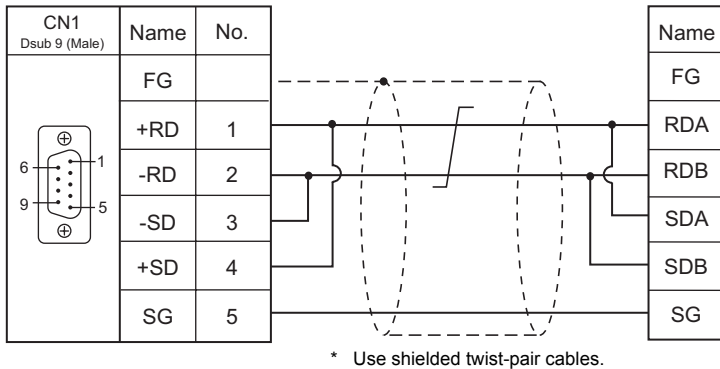 CN1
Dsub 9 (Male)
Name
No.
Name
FG
FG
+RD
1
RDA
-RD
2
RDB
-SD
3
SDA
+SD
4
SDB
SG
5
SG
6
1
9
5
* Use shielded twist-pair cables.